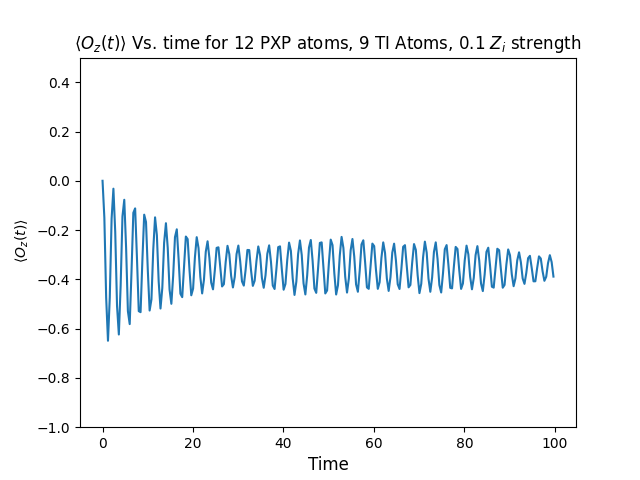 ⟨O_z(t)⟩ Vs. time for 12 PXP atoms, 9 TI Atoms, 0.1 Z_i strength
0.4
0.2
0.0
−0.2
−0.4
−0.6
−0.8
−1.0
⟨O_z(t)⟩
0 20 40 60 80 100
Time